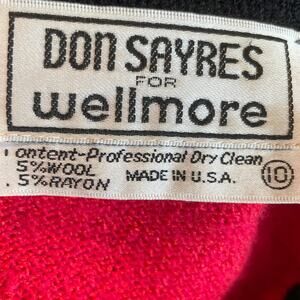 DON SAYRES
FOR
wellmore
ontent-Professional Dry Clean
5%WOOL MADE IN U.S.A. 10
. 5%RAYON